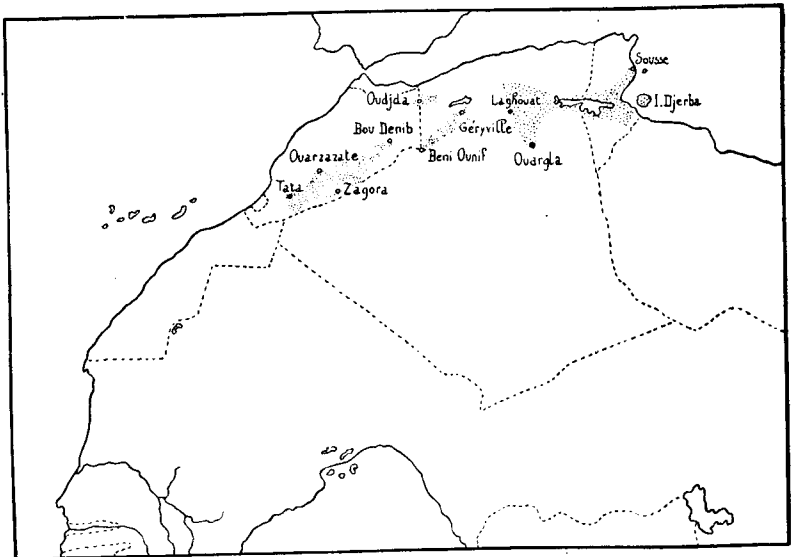 Sousse
Oudjda
Laghouat
I.Djerba
Bou Denib
Géryville
Ouarzazate
Beni Ounif
Ouargla
Tata
Zagora